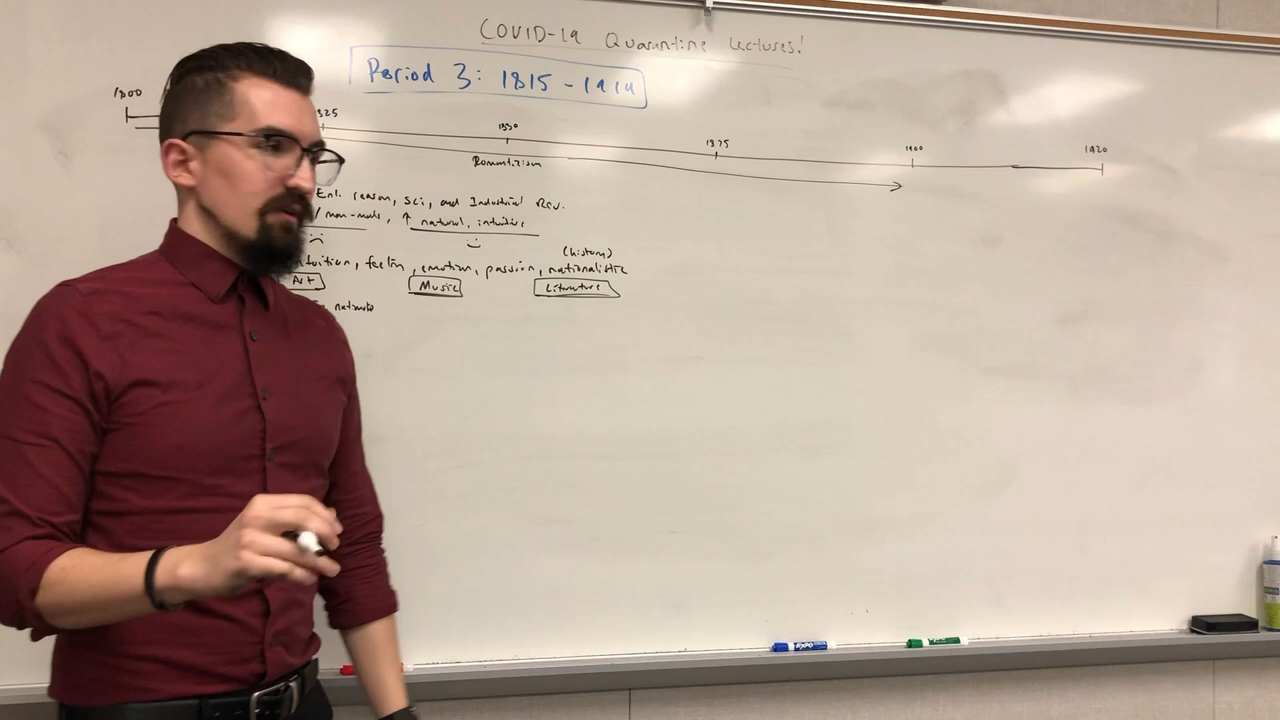 COVID-19 Quarantine Lectures!
Period 3: 1815 - 1914
1800 1825 1850 1875 1900 1920
Romanticism
Enl. reason, Sci, and Industrial Rev.
man-made, ↑ natural, intuitive
(history)
intuition, feeling, emotion, passion, nationalistic
Art Music Literature